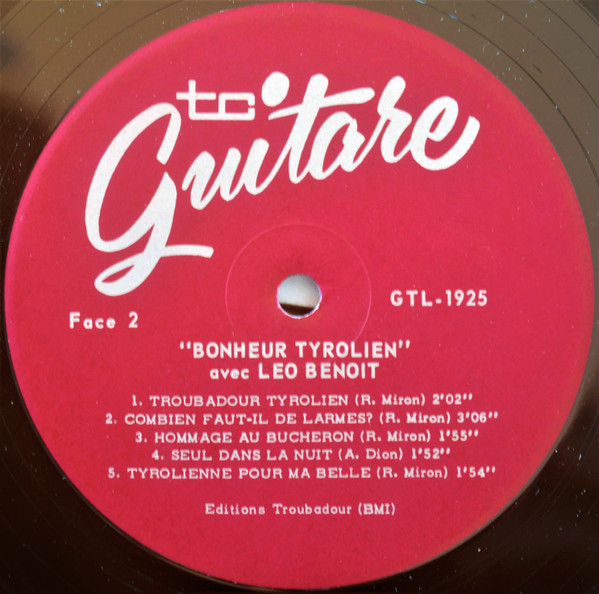 Guitare
Face 2
GTL-1925
"BONHEUR TYROLIEN"
avec LEO BENOIT
1. TROUBADOUR TYROLIEN (R. Miron) 2'02"
2. COMBIEN FAUT-IL DE LARMES? (R. Miron) 3'06"
3. HOMMAGE AU BUCHERON (R. Miron) 1'55"
4. SEUL DANS LA NUIT (A. Dion) 1'52"
5. TYROLIENNE POUR MA BELLE (R. Miron) 1'54"
Editions Troubadour (BMI)